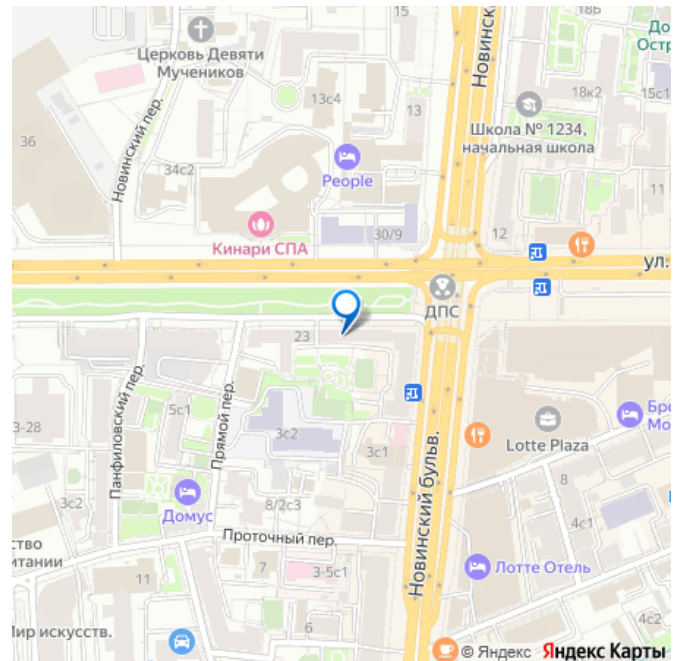 15
18Б
До
Остр
Церковь Девяти
Мучеников
Новинск
13с4
13
18к2
15с1
36
Школа № 1234,
начальная школа
Новинский пер.
34с2
People
11
Кинари СПА
30/9
12
ул.
ДПС
23
Панфиловский пер.
Прямой пер.
5с1
3-28
3с2
3с1
Новинский бульв.
Lotte Plaza
Бро
Мо
8
3с2
Домус
8/2с3
4с1
ство
итании
Проточный пер.
11
7
3-5с1
Лотте Отель
6
Мир искусств.
4с2
© Яндекс Яндекс Карты